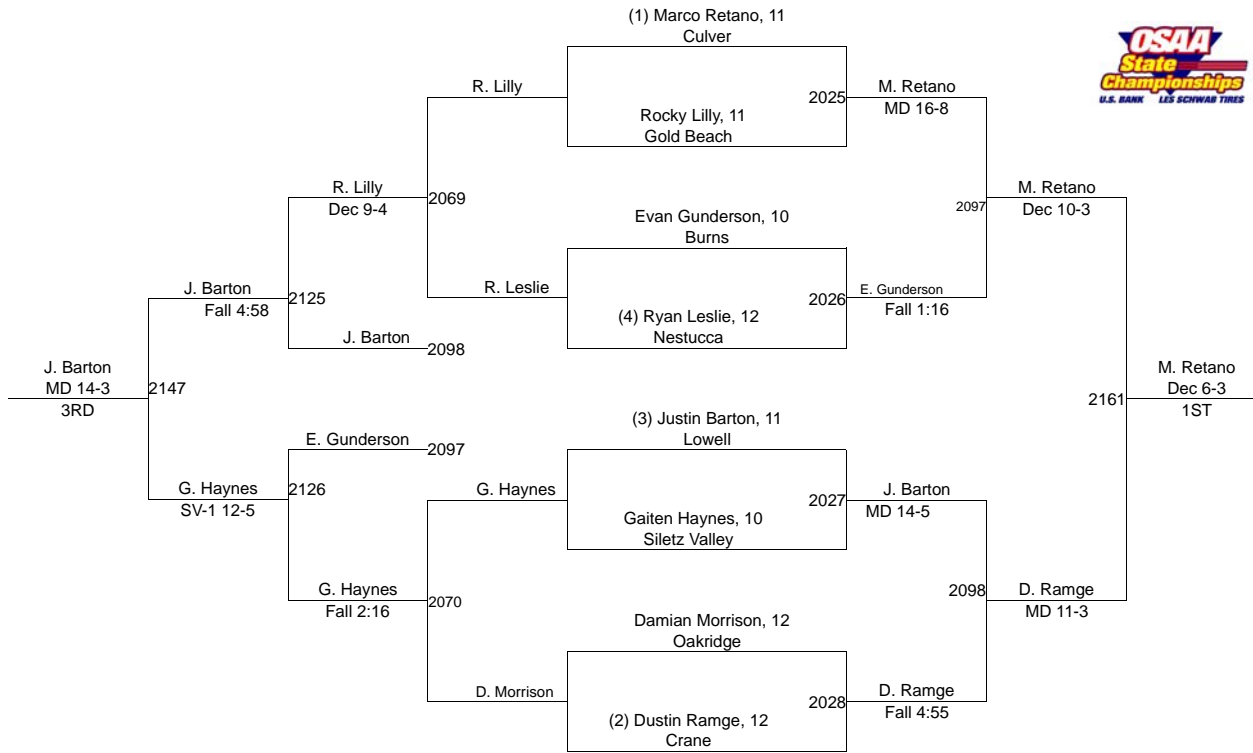 (1) Marco Retano, 11
Culver
OSAA
State
Championships
U.S. BANK LES SCHWAB TIRES
R. Lilly
2025
M. Retano
MD 16-8
Rocky Lilly, 11
Gold Beach
R. Lilly
Dec 9-4
2069
2097
M. Retano
Dec 10-3
Evan Gunderson, 10
Burns
J. Barton
Fall 4:58
2125
R. Leslie
2026
E. Gunderson
Fall 1:16
(4) Ryan Leslie, 12
Nestucca
J. Barton
2098
J. Barton
MD 14-3
3RD
2147
2161
M. Retano
Dec 6-3
1ST
(3) Justin Barton, 11
Lowell
E. Gunderson
2097
G. Haynes
SV-1 12-5
2126
G. Haynes
2027
J. Barton
MD 14-5
Gaiten Haynes, 10
Siletz Valley
G. Haynes
Fall 2:16
2070
2098
D. Ramge
MD 11-3
Damian Morrison, 12
Oakridge
D. Morrison
2028
D. Ramge
Fall 4:55
(2) Dustin Ramge, 12
Crane